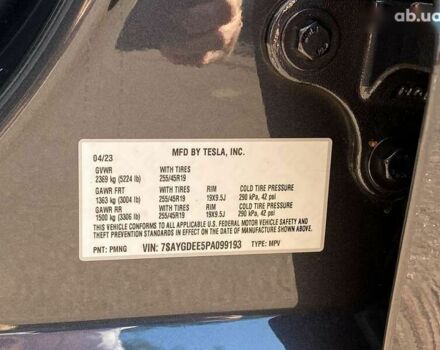 ab.ua
MFD BY TESLA, INC.
04/23
GVWR WITH TIRES
2369 kg (5224 lb) 255/45R19
GAWR FRT WITH TIRES RIM COLD TIRE PRESSURE
1363 kg (3004 lb) 255/45R19 19X9.5J 290 kPa, 42 psi
GAWR RR WITH TIRES RIM COLD TIRE PRESSURE
1500 kg (3306 lb) 255/45R19 19X9.5J 290 kPa, 42 psi
THIS VEHICLE CONFORMS TO ALL APPLICABLE U.S. FEDERAL MOTOR VEHICLE SAFETY AND
THEFT PREVENTION STANDARDS IN EFFECT ON THE DATE OF MANUFACTURE SHOWN ABOVE.
PNT: PMNG VIN: 7SAYGDEE5PA099193 TYPE: MPV